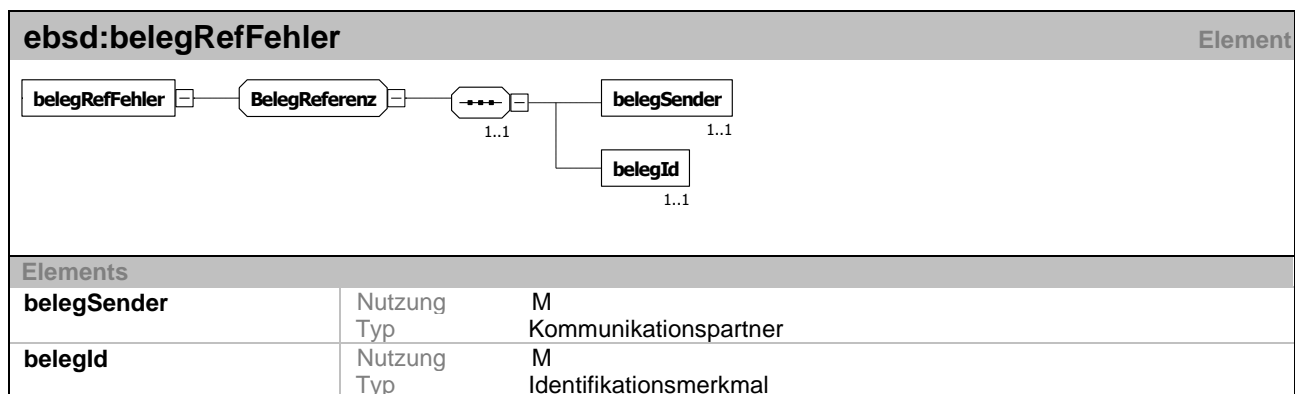 ebsd:belegRefFehler Element
belegRefFehler BelegReferenz belegSender
1..1 1..1
belegId
1..1
Elements
belegSender Nutzung M
Typ Kommunikationspartner
belegId Nutzung M
Typ Identifikationsmerkmal